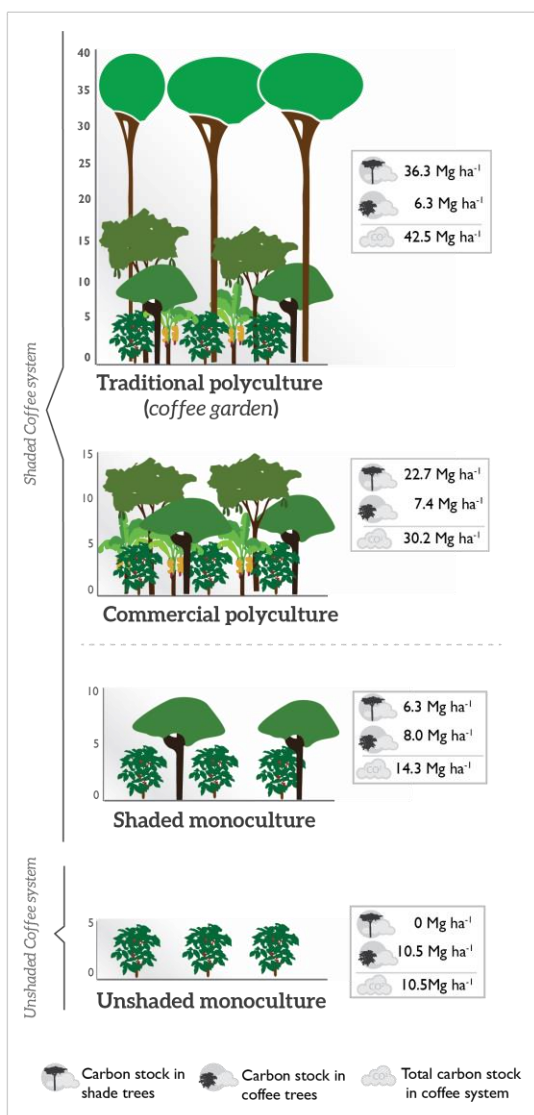 Shaded Coffee system
40
35
30
25
20
15
10
5
0
36.3 Mg ha⁻¹
6.3 Mg ha⁻¹
CO
42.5 Mg ha⁻¹
Traditional polyculture
(coffee garden)
15
10
5
0
22.7 Mg ha⁻¹
7.4 Mg ha⁻¹
CO
30.2 Mg ha⁻¹
Commercial polyculture
10
5
0
6.3 Mg ha⁻¹
8.0 Mg ha⁻¹
CO
14.3 Mg ha⁻¹
Shaded monoculture
Unshaded Coffee system
5
0
0 Mg ha⁻¹
10.5 Mg ha⁻¹
CO
10.5Mg ha⁻¹
Unshaded monoculture
Carbon stock in
shade trees
Carbon stock in
coffee trees
CO
Total carbon stock
in coffee system